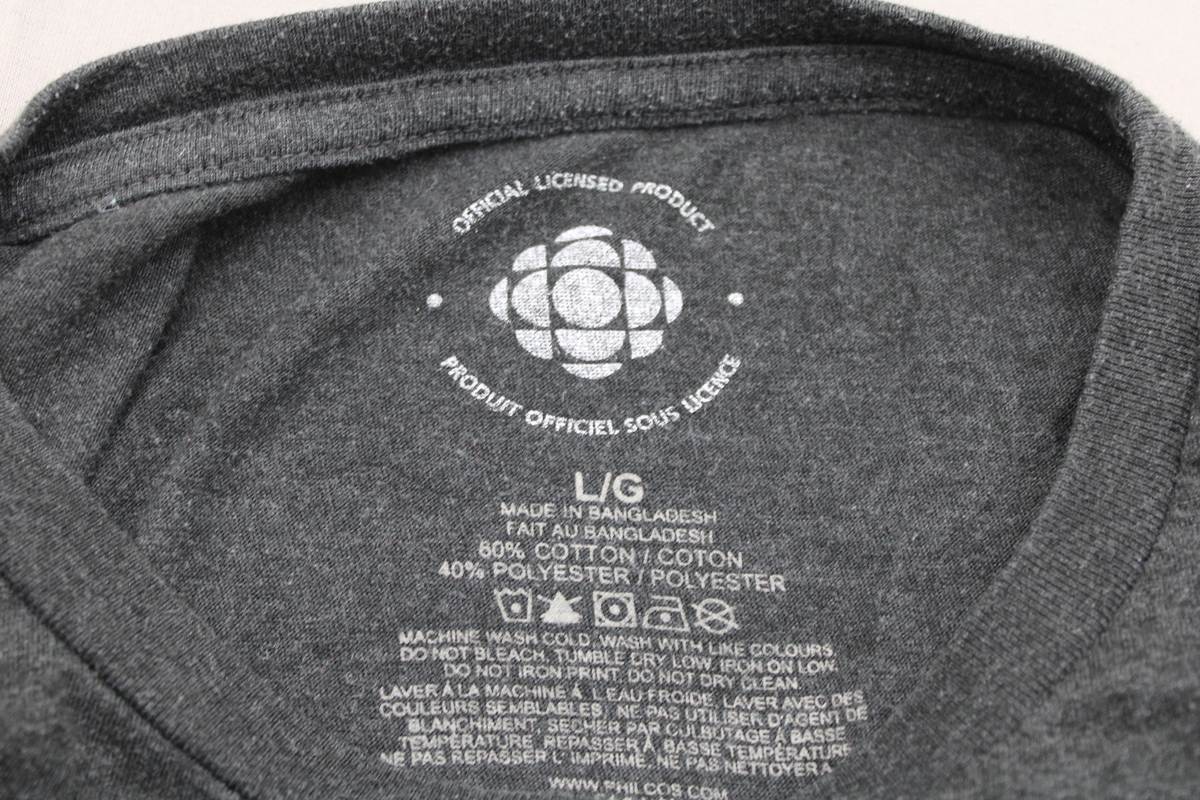 OFFICIAL LICENSED PRODUCT
PRODUIT OFFICIEL SOUS LICENCE
L/G
MADE IN BANGLADESH
FAIT AU BANGLADESH
60% COTTON / COTON
40% POLYESTER / POLYESTER
MACHINE WASH COLD, WASH WITH LIKE COLOURS,
DO NOT BLEACH, TUMBLE DRY LOW, IRON ON LOW.
DO NOT IRON PRINT, DO NOT DRY CLEAN.
LAVER À LA MACHINE À L'EAU FROIDE, LAVER AVEC DES
COULEURS SEMBLABLES, NE PAS UTILISER D'AGENT DE
BLANCHIMENT, SÉCHER PAR CULBUTAGE À BASSE
TEMPÉRATURE, REPASSER À BASSE TEMPÉRATURE
NE PAS REPASSER L'IMPRIMÉ, NE PAS NETTOYER À
WWW.PHILCOS.COM